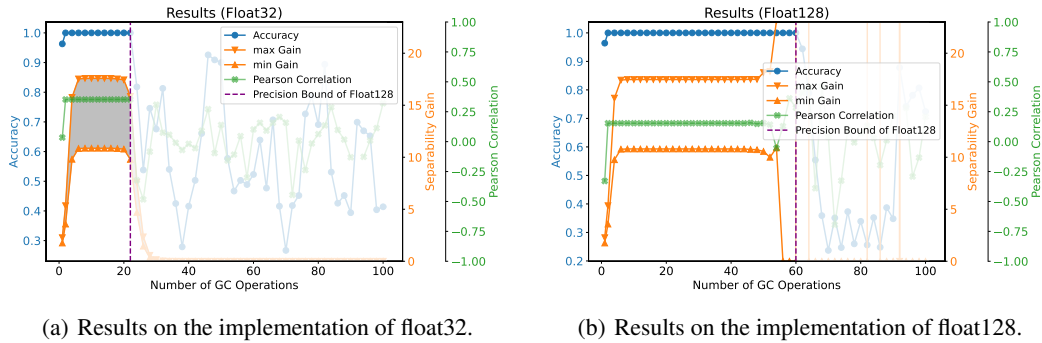 Results (Float32)
1.0
0.9
0.8
0.7
0.6
0.5
0.4
0.3
Accuracy
0
20
40
60
80
100
Number of GC Operations
20
15
10
5
0
Separability Gain
1.00
0.75
0.50
0.25
0.00
−0.25
−0.50
−0.75
−1.00
Pearson Correlation
Accuracy
max Gain
min Gain
Pearson Correlation
Precision Bound of Float128
(a) Results on the implementation of float32.
Results (Float128)
1.0
0.9
0.8
0.7
0.6
0.5
0.4
0.3
0.2
Accuracy
0
20
40
60
80
100
Number of GC Operations
20
15
10
5
0
Separability Gain
1.00
0.75
0.50
0.25
0.00
−0.25
−0.50
−0.75
−1.00
Pearson Correlation
Accuracy
max Gain
min Gain
Pearson Correlation
Precision Bound of Float128
(b) Results on the implementation of float128.